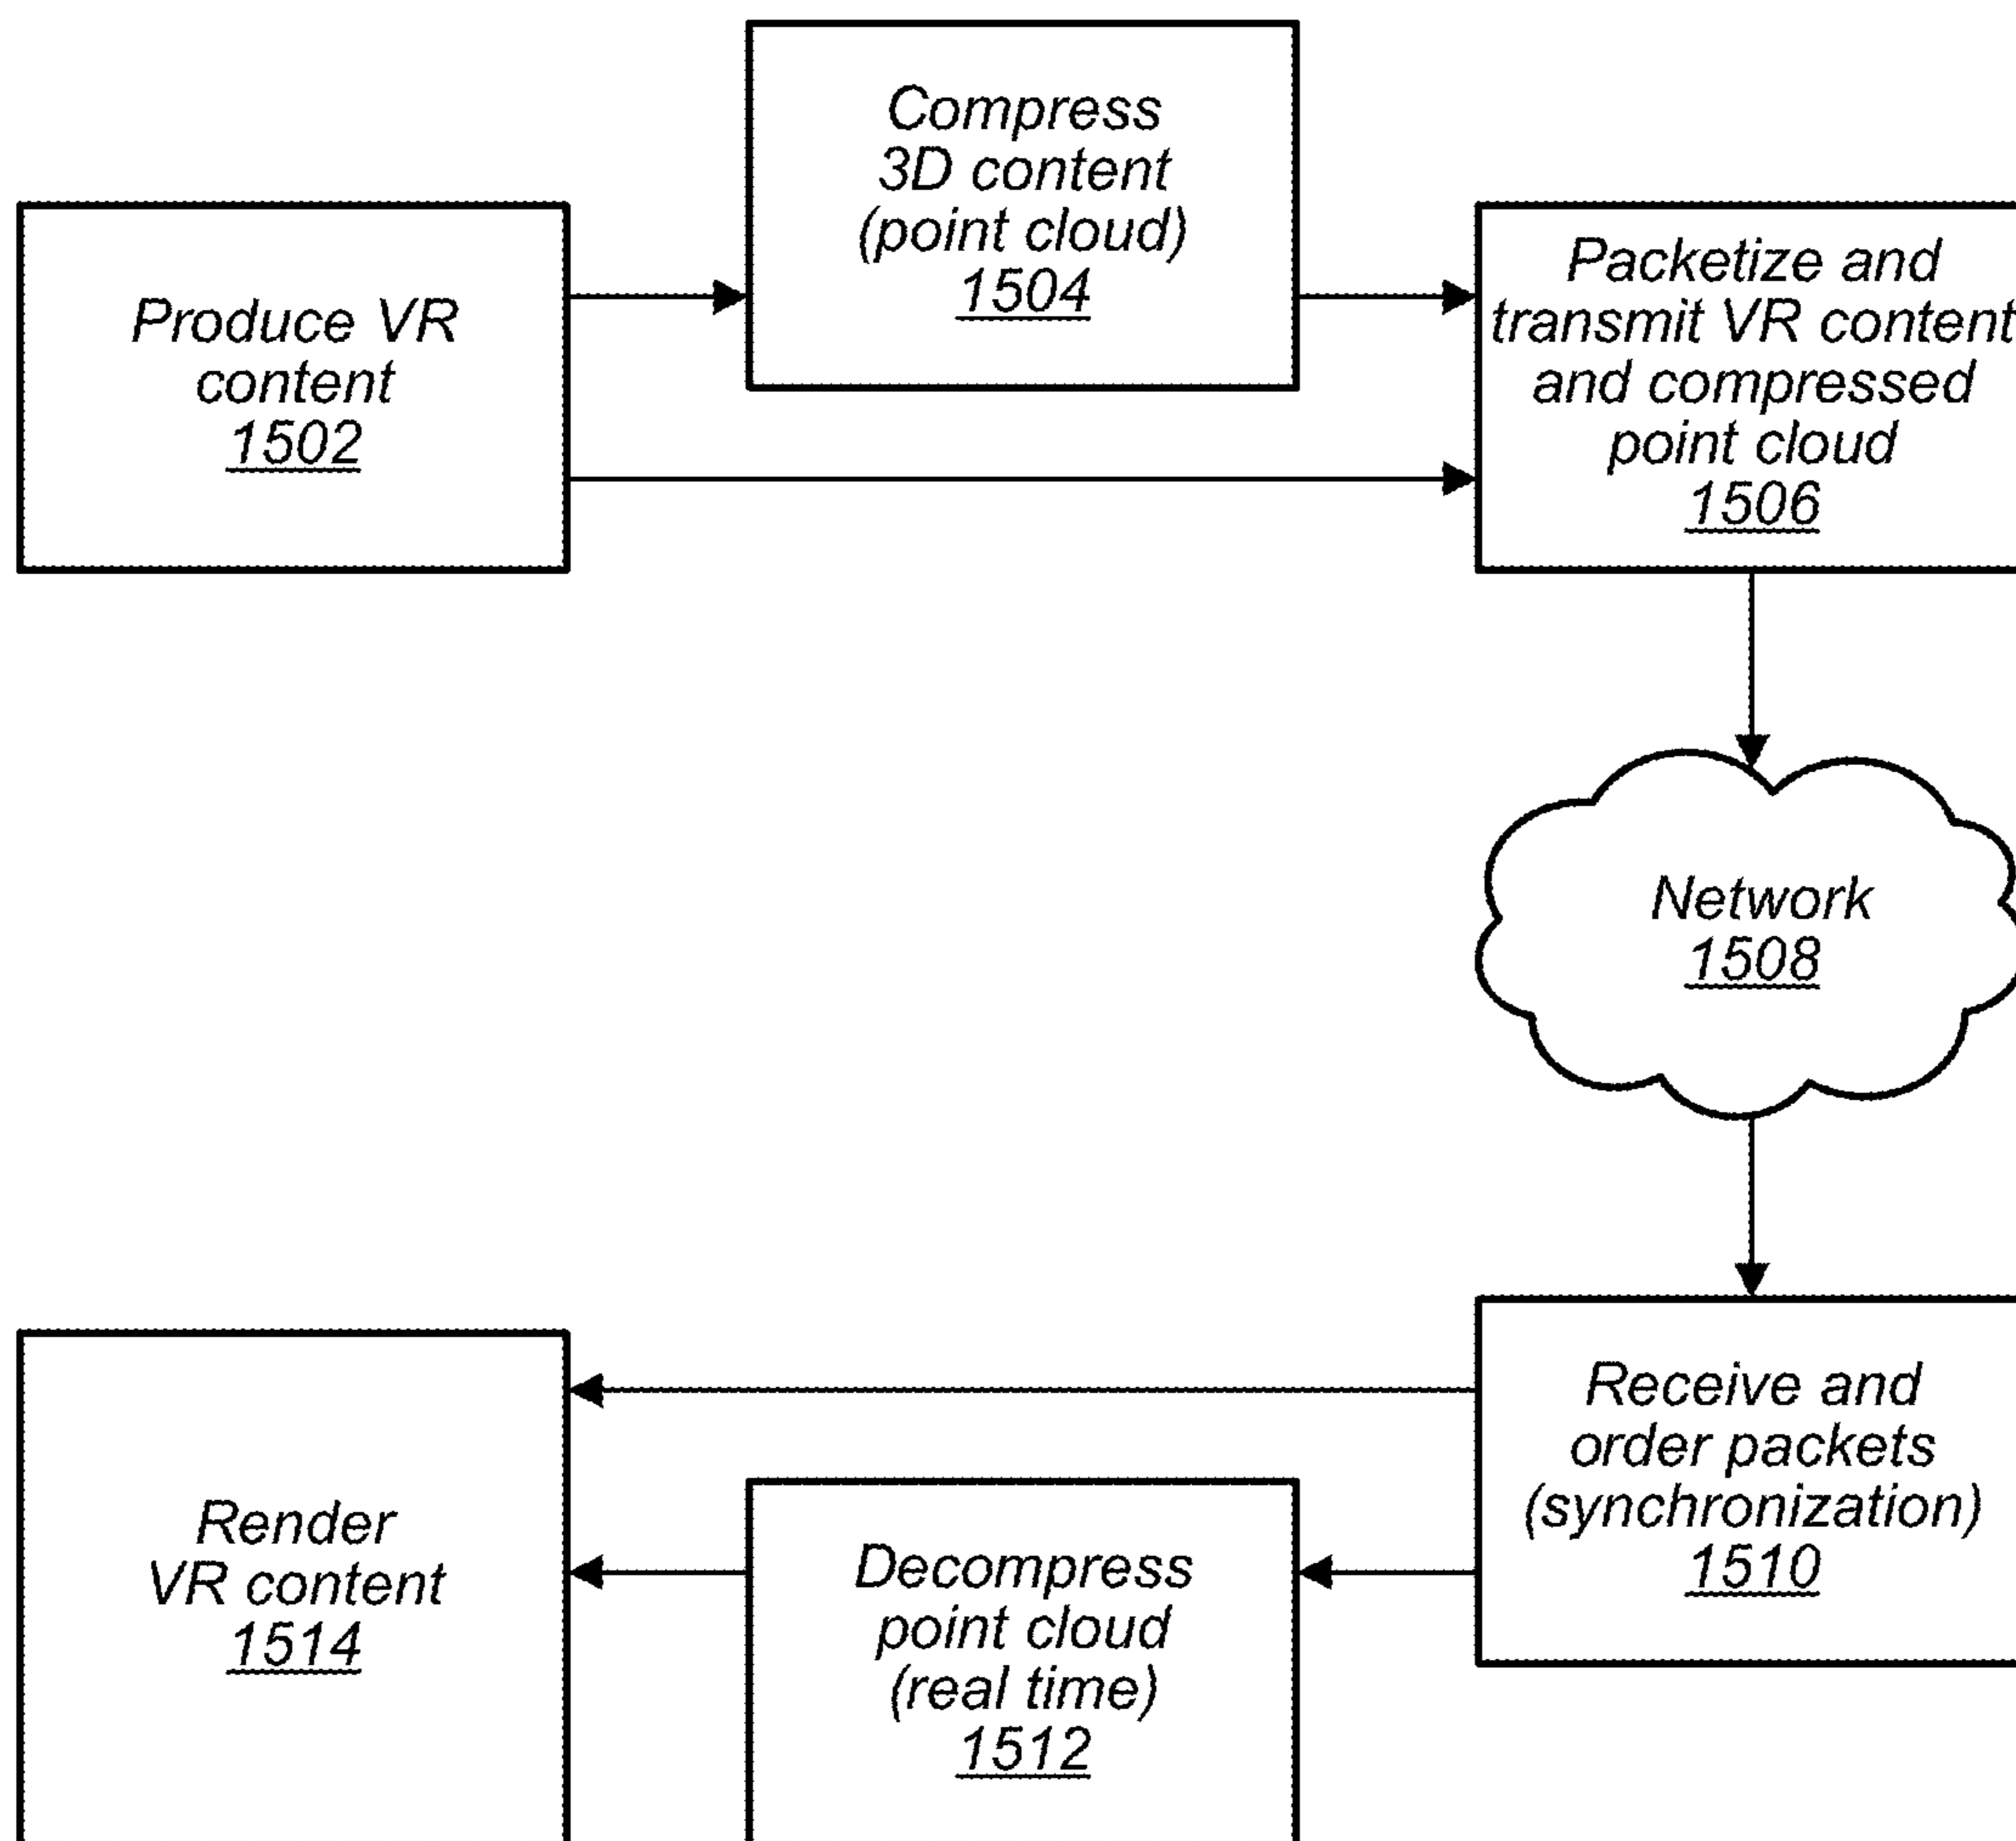 Compress
3D content
(point cloud)
1504
Produce VR
content
1502
Packetize and
transmit VR content
and compressed
point cloud
1506
Network
1508
Receive and
order packets
(synchronization)
1510
Decompress
point cloud
(real time)
1512
Render
VR content
1514